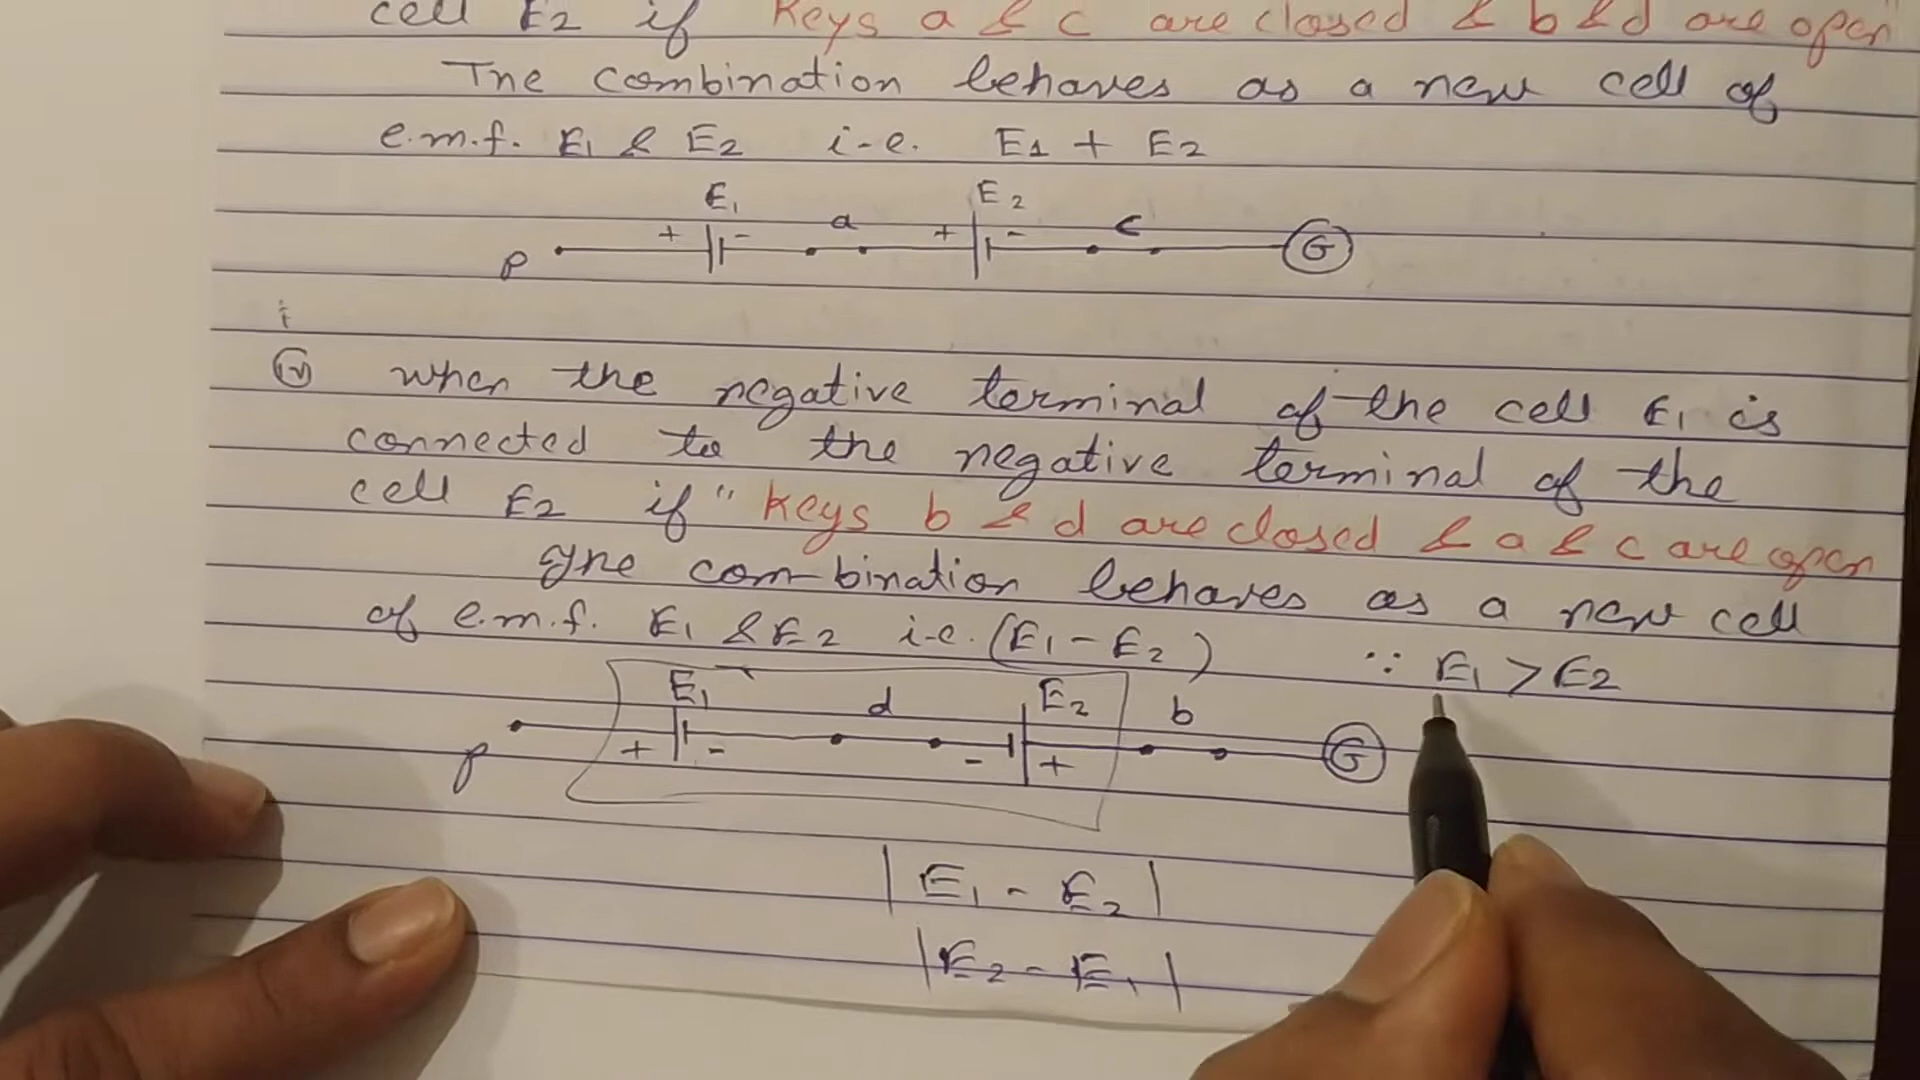 cell E2 if Keys a & c are closed & b & d are open"
The combination behaves as a new cell of
e.m.f. E1 & E2 i-e. E1 + E2
E1 E2
+ - a + - c
P G
(iv) when the negative terminal of the cell E1 is
connected to the negative terminal of the
cell E2 if "Keys b & d are closed & a & c are open
The com-bination behaves as a new cell
of e.m.f. E1 & E2 i-e. (E1 - E2) ∵ E1 > E2
E1 d E2 b
P + - - + G
|E1 - E2|
|E2 - E1|